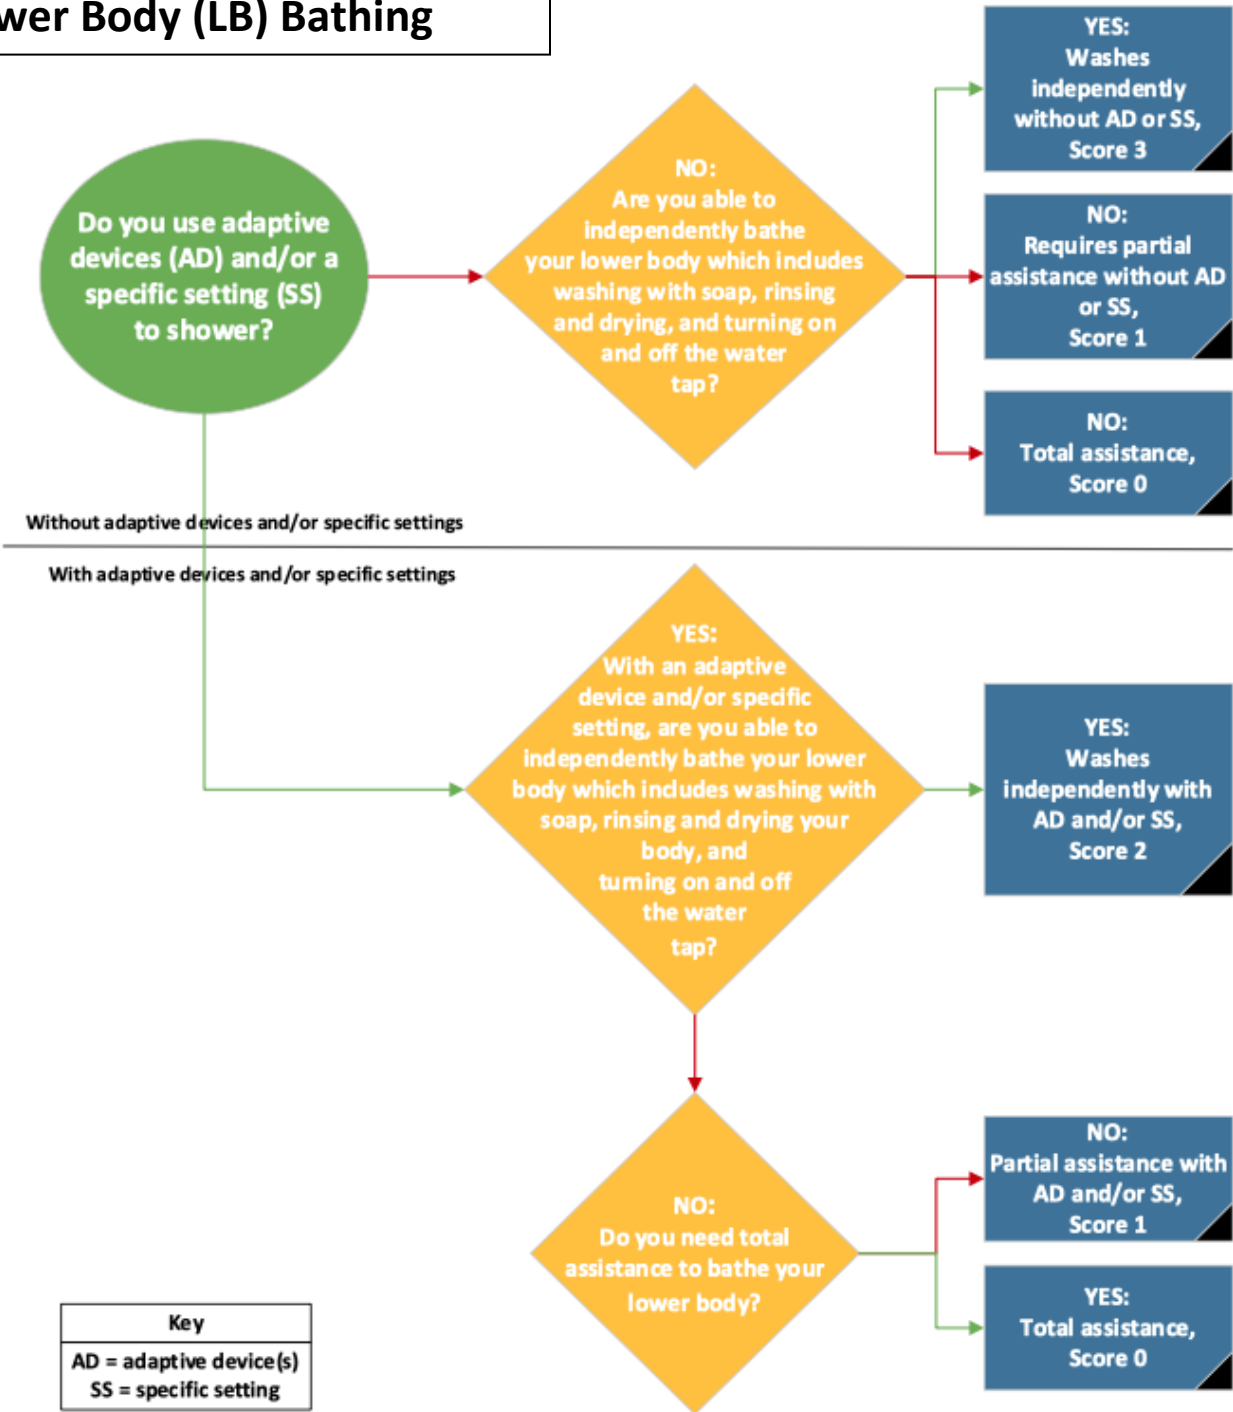 wer Body (LB) Bathing
Do you use adaptive
devices (AD) and/or a
specific setting (SS)
to shower?
NO:
Are you able to
independently bathe
your lower body which includes
washing with soap, rinsing
and drying, and turning on
and off the water
tap?
YES:
Washes
independently
without AD or SS,
Score 3
NO:
Requires partial
assistance without AD
or SS,
Score 1
NO:
Total assistance,
Score 0
Without adaptive devices and/or specific settings
With adaptive devices and/or specific settings
YES:
With an adaptive
device and/or specific
setting, are you able to
independently bathe your lower
body which includes washing with
soap, rinsing and drying your
body, and
turning on and off
the water
tap?
YES:
Washes
independently with
AD and/or SS,
Score 2
NO:
Do you need total
assistance to bathe your
lower body?
NO:
Partial assistance with
AD and/or SS,
Score 1
YES:
Total assistance,
Score 0
Key
AD = adaptive device(s)
SS = specific setting